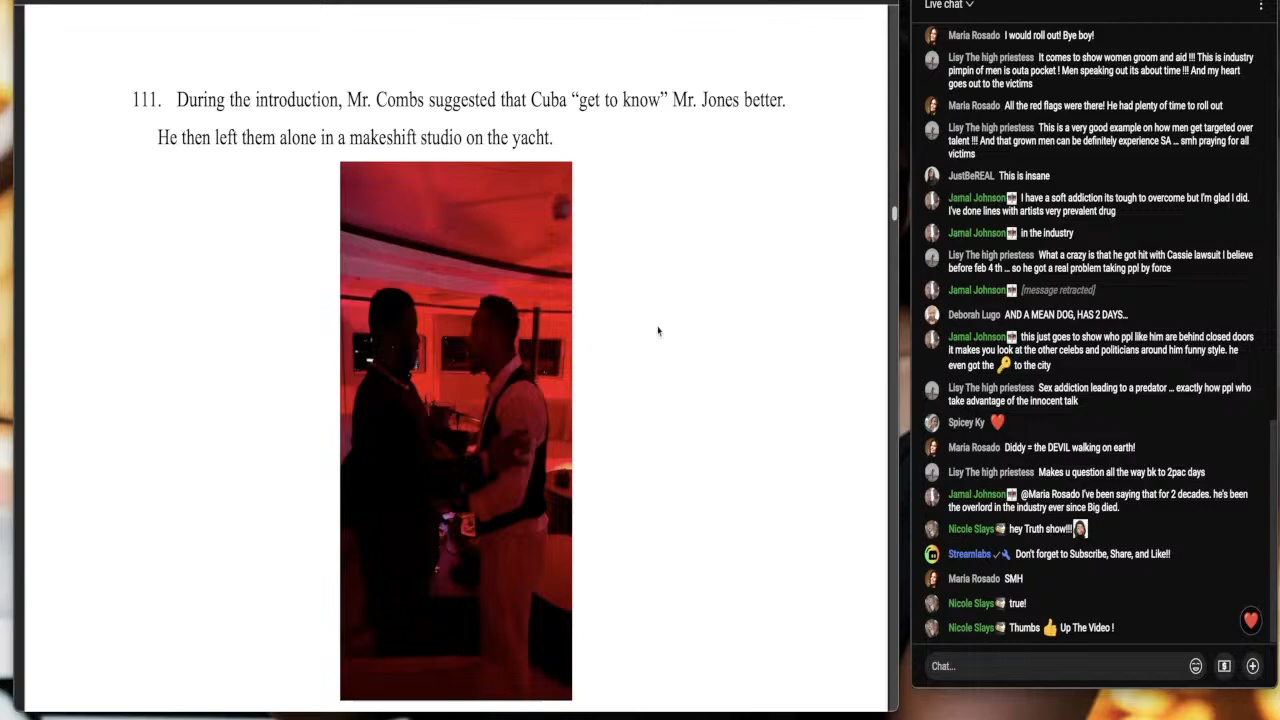 111. During the introduction, Mr. Combs suggested that Cuba “get to know” Mr. Jones better.
He then left them alone in a makeshift studio on the yacht.
Live chat
Maria Rosado I would roll out! Bye boy!
Lisy The high priestess It comes to show women groom and aid !!! This is industry
pimpin of men is outa pocket ! Men speaking out its about time !!! And my heart
goes out to the victims
Maria Rosado All the red flags were there! He had plenty of time to roll out
Lisy The high priestess This is a very good example on how men get targeted over
talent !!! And that grown men can be definitely experience SA ... smh praying for all
victims
JustBeREAL This is insane
Jamal Johnson I have a soft addiction its tough to overcome but I'm glad I did.
I've done lines with artists very prevalent drug
Jamal Johnson in the industry
Lisy The high priestess What a crazy is that he got hit with Cassie lawsuit I believe
before feb 4 th ... so he got a real problem taking ppl by force
Jamal Johnson [message retracted]
Deborah Lugo AND A MEAN DOG, HAS 2 DAYS...
Jamal Johnson this just goes to show who ppl like him are behind closed doors
it makes you look at the other celebs and politicians around him funny style. he
even got the 🔑 to the city
Lisy The high priestess Sex addiction leading to a predator ... exactly how ppl who
take advantage of the innocent talk
Spicey Ky ❤️
Maria Rosado Diddy = the DEVIL walking on earth!
Lisy The high priestess Makes u question all the way bk to 2pac days
Jamal Johnson @Maria Rosado I've been saying that for 2 decades. he's been
the overlord in the industry ever since Big died.
Nicole Slays hey Truth show!!!
Streamlabs Don't forget to Subscribe, Share, and Like!!
Maria Rosado SMH
Nicole Slays true!
Nicole Slays Thumbs 👍 Up The Video !
Chat...